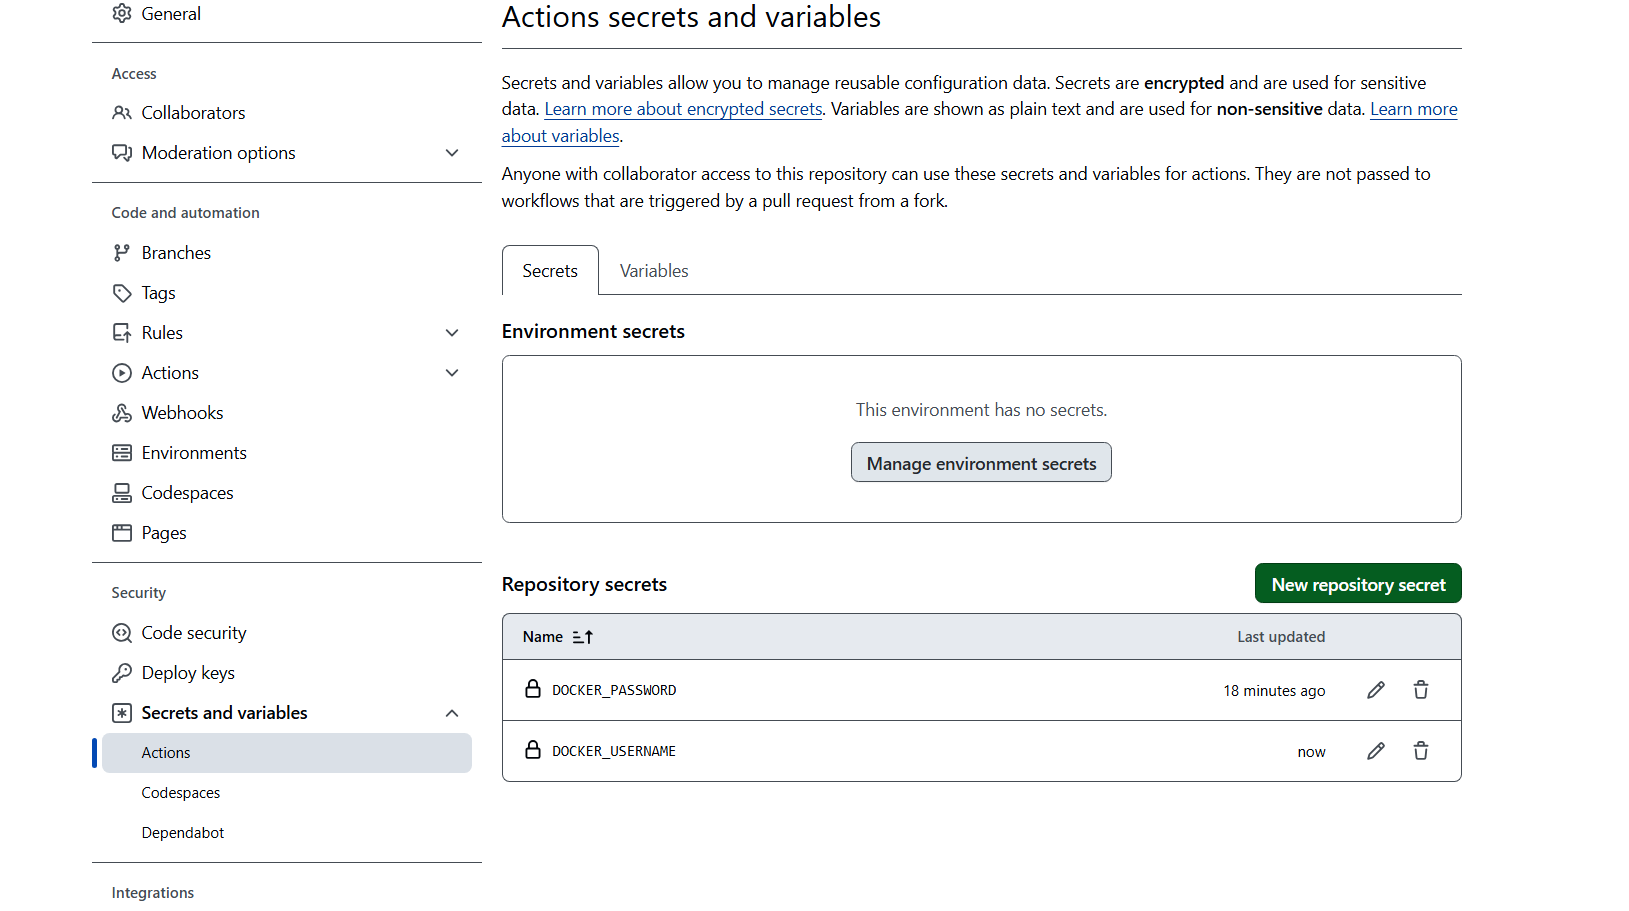 General
Access
Collaborators
Moderation options
Code and automation
Branches
Tags
Rules
Actions
Webhooks
Environments
Codespaces
Pages
Security
Code security
Deploy keys
Secrets and variables
Actions
Codespaces
Dependabot
Integrations
Actions secrets and variables
Secrets and variables allow you to manage reusable configuration data. Secrets are encrypted and are used for sensitive
data. Learn more about encrypted secrets. Variables are shown as plain text and are used for non-sensitive data. Learn more
about variables.
Anyone with collaborator access to this repository can use these secrets and variables for actions. They are not passed to
workflows that are triggered by a pull request from a fork.
Secrets Variables
Environment secrets
This environment has no secrets.
Manage environment secrets
Repository secrets New repository secret
Name Last updated
DOCKER_PASSWORD 18 minutes ago
DOCKER_USERNAME now